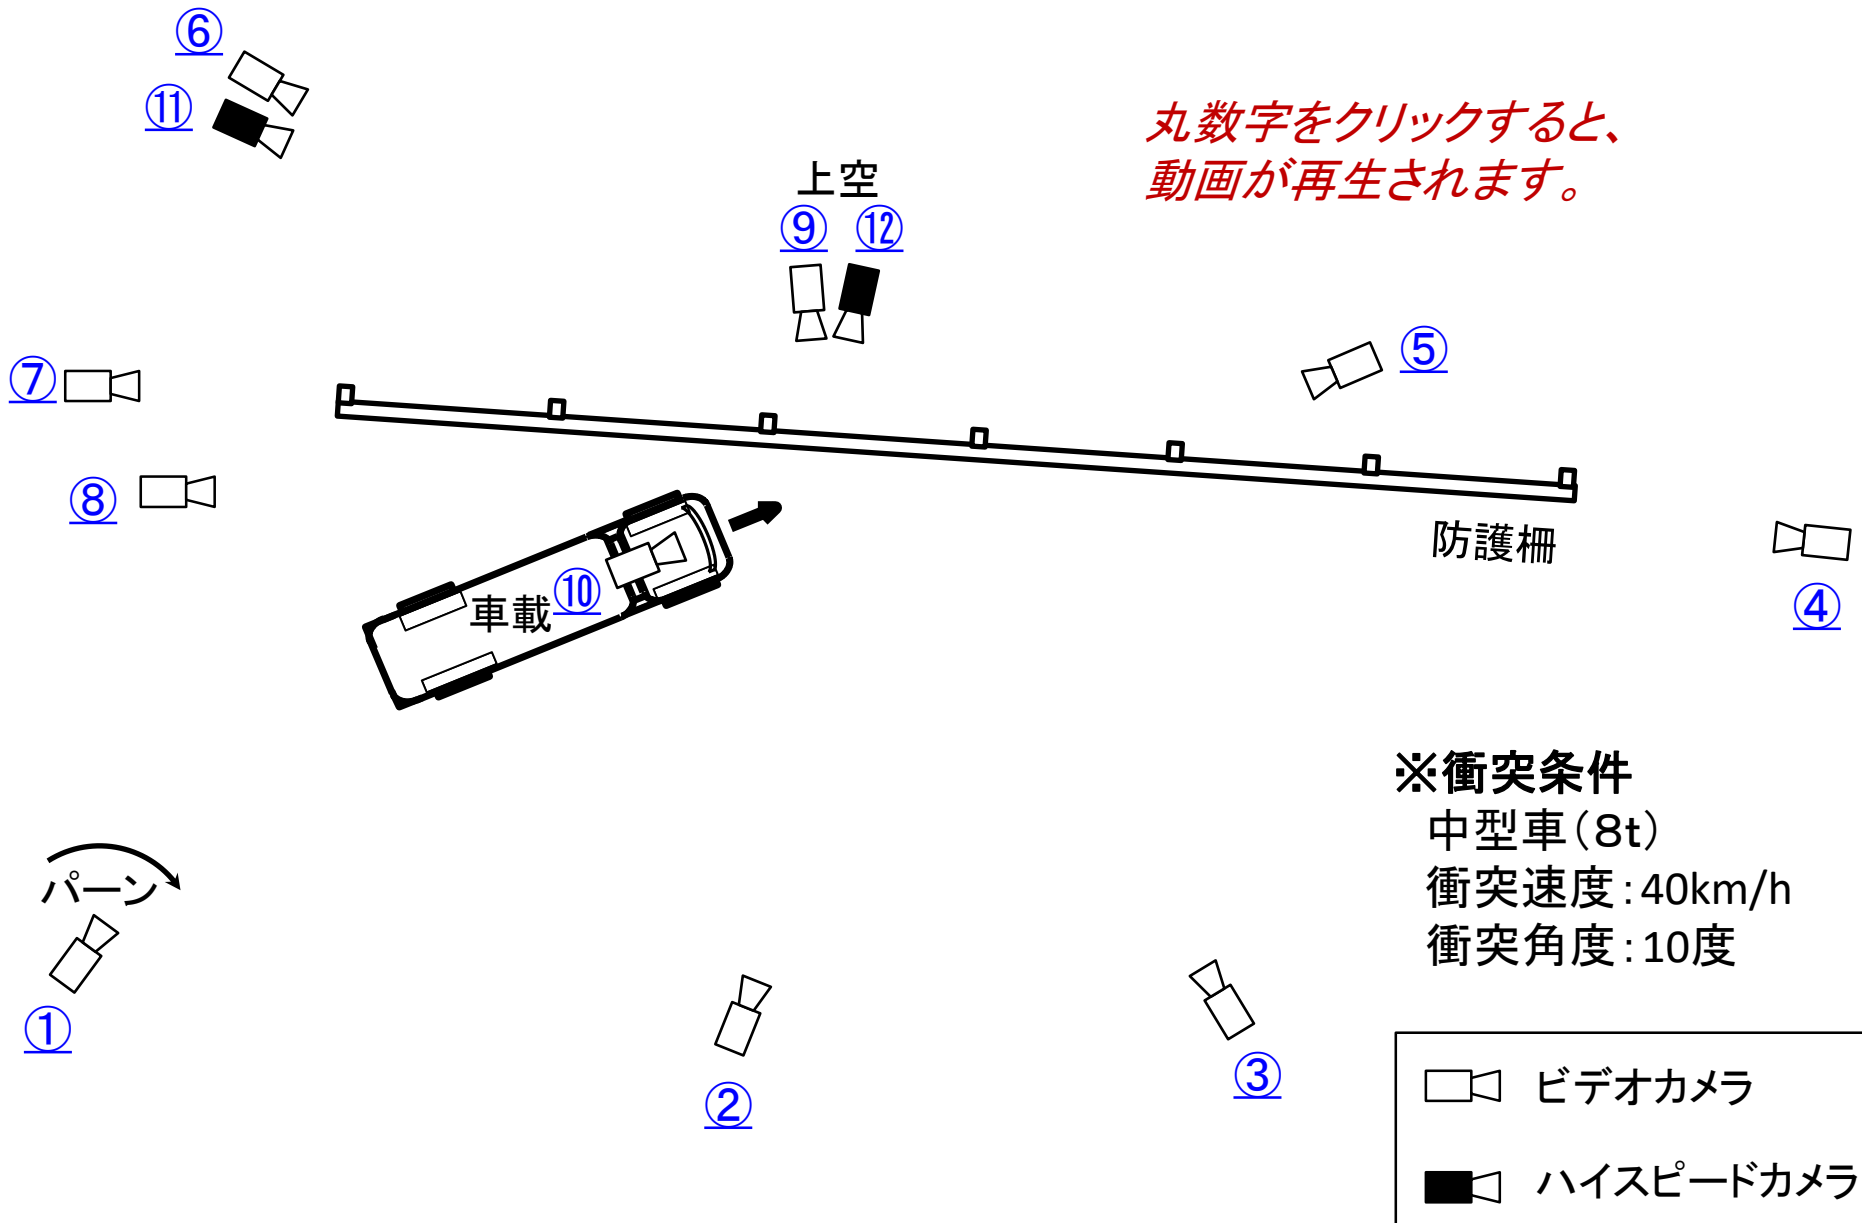 ⑥
⑪
丸数字をクリックすると、
動画が再生されます。
上空
⑨ ⑫
⑤
⑦
⑧
防護柵
④
車載⑩
※衝突条件
中型車（8t）
衝突速度：40km/h
衝突角度：10度
パーン
①
②
③
ビデオカメラ
ハイスピードカメラ